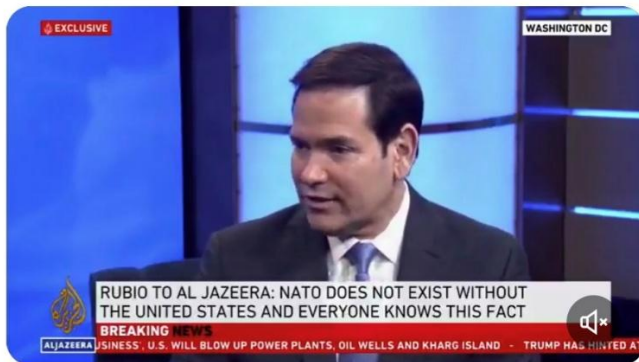 EXCLUSIVE
WASHINGTON DC
RUBIO TO AL JAZEERA: NATO DOES NOT EXIST WITHOUT
THE UNITED STATES AND EVERYONE KNOWS THIS FACT
BREAKING NEWS
ALJAZEERA JSINESS', U.S. WILL BLOW UP POWER PLANTS, OIL WELLS AND KHARG ISLAND - TRUMP HAS HINTED A